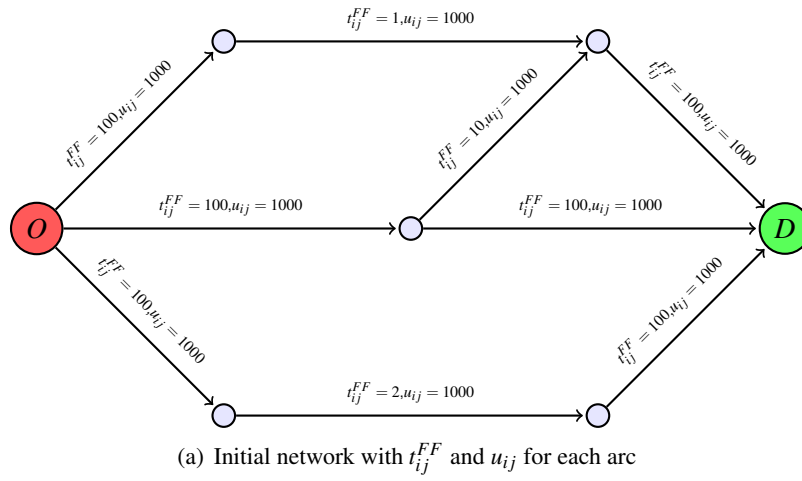 t_{ij}^{FF} = 1,u_{ij} = 1000
t_{ij}^{FF} = 100,u_{ij} = 1000
t_{ij}^{FF} = 10,u_{ij} = 1000
t_{ij}^{FF} = 100,u_{ij} = 1000
O
t_{ij}^{FF} = 100,u_{ij} = 1000
t_{ij}^{FF} = 100,u_{ij} = 1000
D
t_{ij}^{FF} = 100,u_{ij} = 1000
t_{ij}^{FF} = 2,u_{ij} = 1000
t_{ij}^{FF} = 100,u_{ij} = 1000
(a) Initial network with t_{ij}^{FF} and u_{ij} for each arc